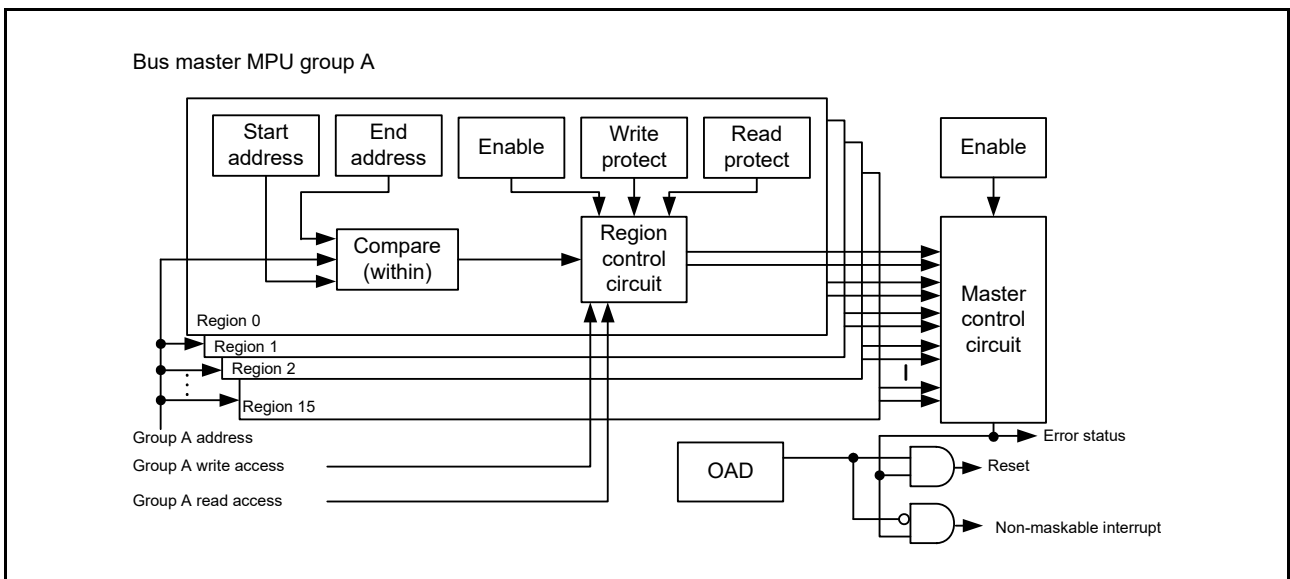 Bus master MPU group A
Start
address
End
address
Enable
Write
protect
Read
protect
Enable
Compare
(within)
Region
control
circuit
Master
control
circuit
Region 0
Region 1
Region 2
Region 15
Group A address
Group A write access
Group A read access
OAD
Error status
Reset
Non-maskable interrupt